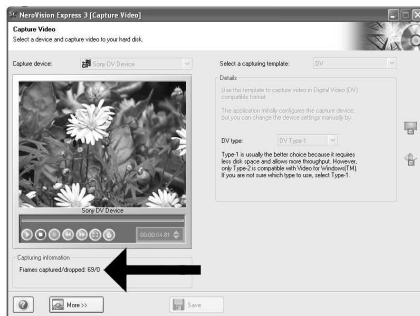 NeroVision Express 3 [Capture Video]
Capture Video
Select a device and capture video to your hard disk.
Capture device:
Sony DV Device
Select a capturing template:
DV
Details
Use this template to capture video in Digital Video (DV)
compatible format.
The application initially configures the capture device,
but you can change the device settings manually by
DV type:
DV Type-1
Type-1 is usually the better choice because it requires
less disk space and allows more throughput. However,
only Type-2 is compatible with Video for Windows(TM).
If you are not sure which type to use, select Type-1.
Sony DV Device
00:00:04.81
Capturing information
Frames captured/dropped: 69/0
More >>
Save